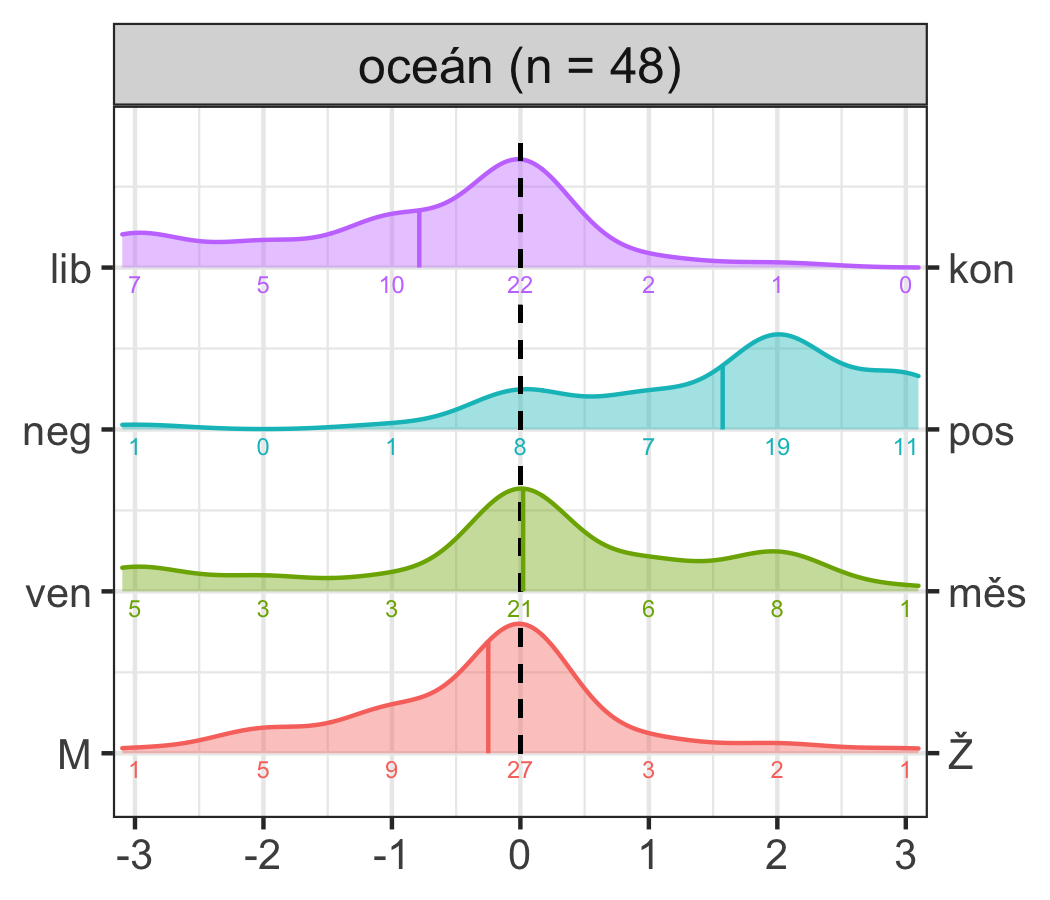 oceán (n = 48)
lib kon
7 5 10 22 2 1 0
neg pos
1 0 1 8 7 19 11
ven měs
5 3 3 21 6 8 1
M Ž
1 5 9 27 3 2 1
-3 -2 -1 0 1 2 3